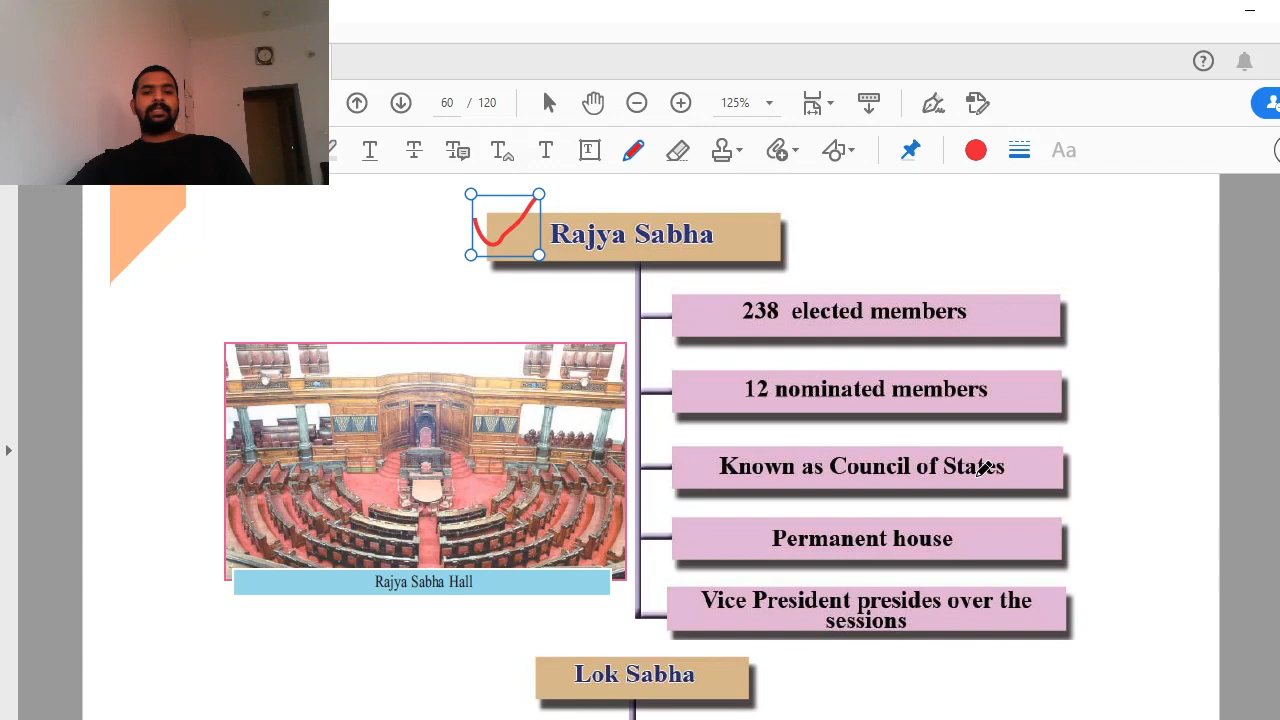 60 / 120
125%
T T T T T T Aa
Rajya Sabha
238 elected members
12 nominated members
Known as Council of States
Permanent house
Vice President presides over the
sessions
Rajya Sabha Hall
Lok Sabha